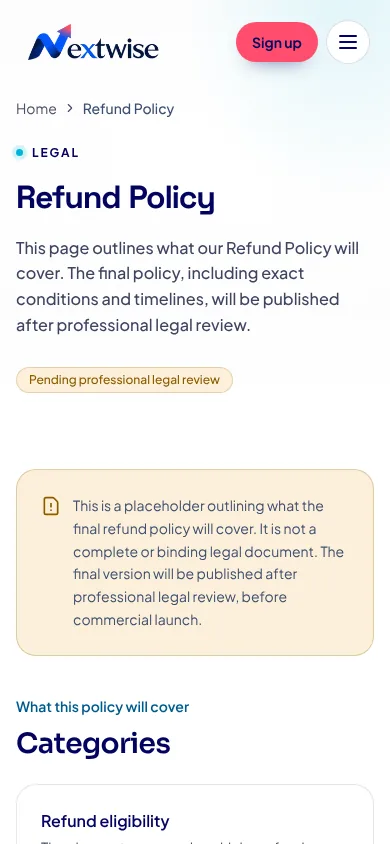 Nextwise
Sign up
Home > Refund Policy
LEGAL
Refund Policy
This page outlines what our Refund Policy will
cover. The final policy, including exact
conditions and timelines, will be published
after professional legal review.
Pending professional legal review
This is a placeholder outlining what the
final refund policy will cover. It is not a
complete or binding legal document. The
final version will be published after
professional legal review, before
commercial launch.
What this policy will cover
Categories
Refund eligibility